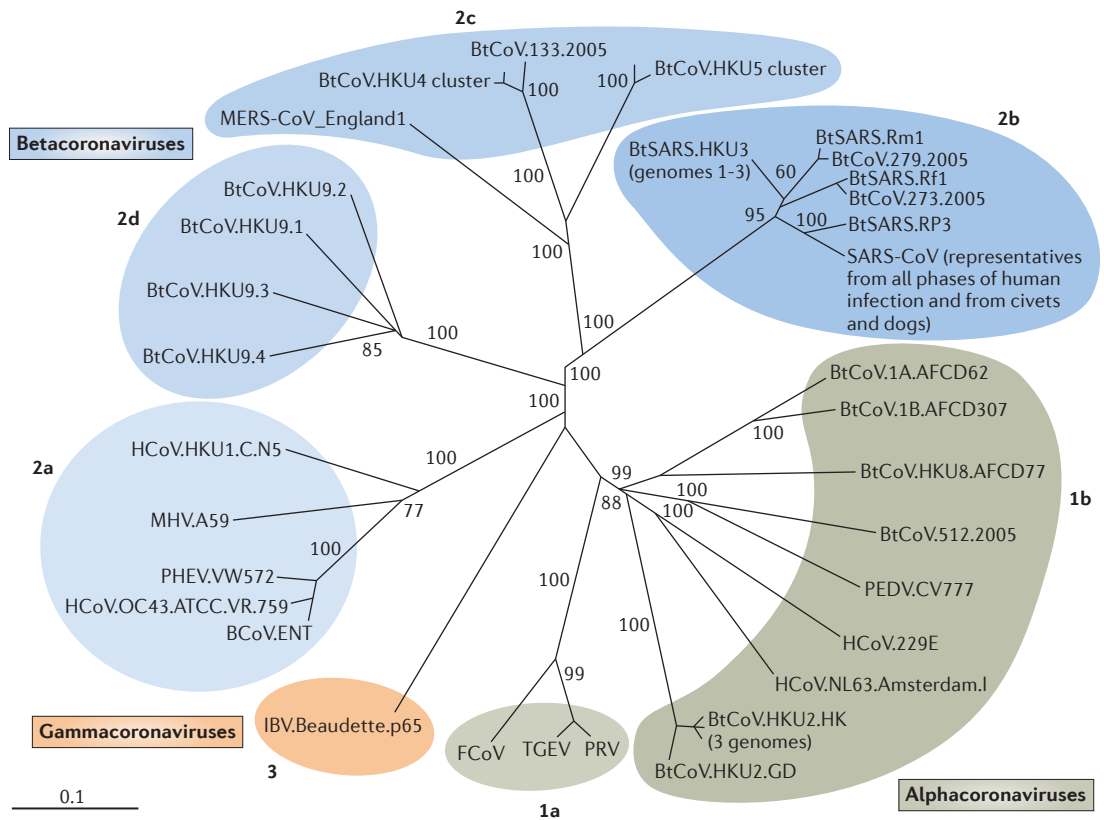 2c
BtCoV.133.2005
BtCoV.HKU4 cluster
100
100
BtCoV.HKU5 cluster
MERS-CoV_England1
Betacoronaviruses
2b
BtSARS.HKU3
(genomes 1-3)
BtSARS.Rm1
BtCoV.279.2005
60
BtSARS.Rf1
BtCoV.273.2005
95
100
BtSARS.RP3
SARS-CoV (representatives
from all phases of human
infection and from civets
and dogs)
100
100
100
2d
BtCoV.HKU9.2
BtCoV.HKU9.1
BtCoV.HKU9.3
BtCoV.HKU9.4
100
85
100
100
2a
HCoV.HKU1.C.N5
100
MHV.A59
77
100
PHEV.VW572
HCoV.OC43.ATCC.VR.759
BCoV.ENT
BtCoV.1A.AFCD62
BtCoV.1B.AFCD307
100
BtCoV.HKU8.AFCD77
99
88
100
100
1b
BtCoV.512.2005
PEDV.CV777
HCoV.229E
HCoV.NL63.Amsterdam.I
100
100
BtCoV.HKU2.HK
(3 genomes)
BtCoV.HKU2.GD
99
FCoV
TGEV
PRV
1a
IBV.Beaudette.p65
3
Gammacoronaviruses
Alphacoronaviruses
0.1